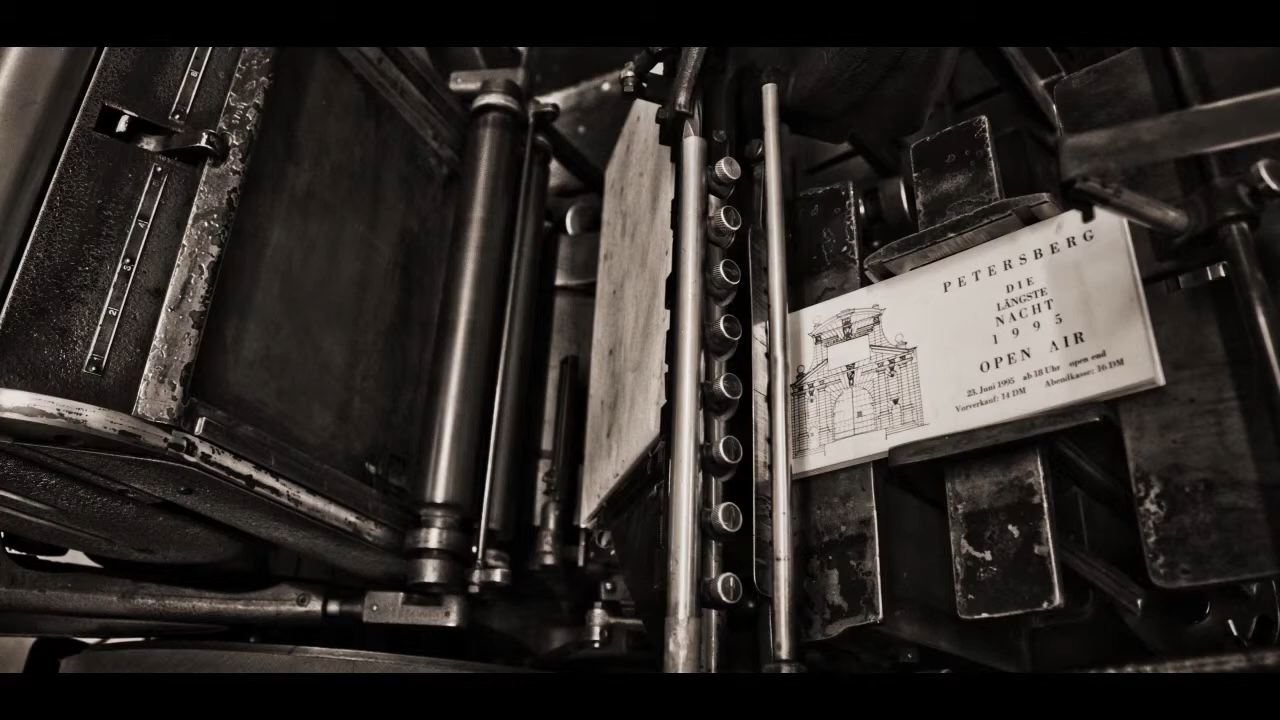 PETERSBERG
DIE
LÄNGSTE
NACHT
1995
OPEN AIR
23. Juni 1995 ab 18 Uhr open end
Vorverkauf: 14 DM Abendkasse: 16 DM